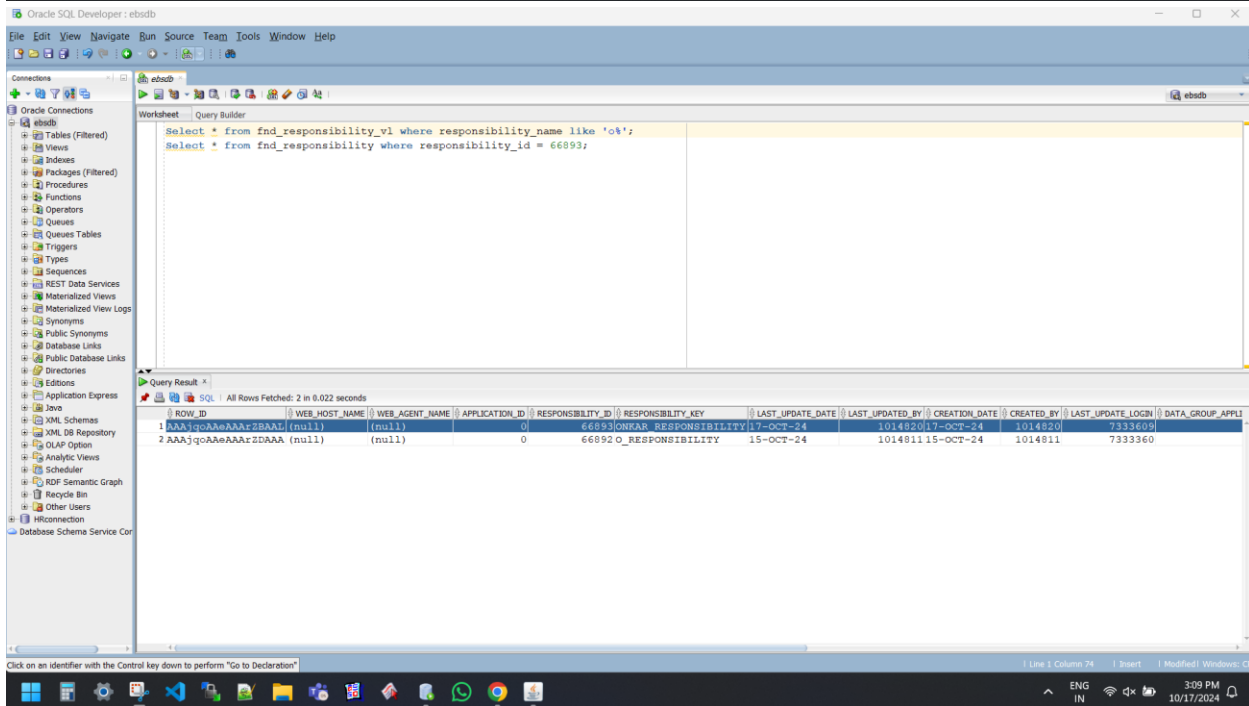 Oracle SQL Developer : ebsdb
File Edit View Navigate Run Source Team Tools Window Help
Connections
ebsdb
ebsdb
Worksheet Query Builder
Oracle Connections
ebsdb
Tables (Filtered)
Views
Indexes
Packages (Filtered)
Procedures
Functions
Operators
Queues
Queues Tables
Triggers
Types
Sequences
REST Data Services
Materialized Views
Materialized View Logs
Synonyms
Public Synonyms
Database Links
Public Database Links
Directories
Editions
Application Express
Java
XML Schemas
XML DB Repository
OLAP Option
Analytic Views
Scheduler
RDF Semantic Graph
Recycle Bin
Other Users
HRconnection
Database Schema Service Con
Select * from fnd_responsibility_vl where responsibility_name like 'o%';
Select * from fnd_responsibility where responsibility_id = 66893;
Query Result
SQL | All Rows Fetched: 2 in 0.022 seconds
ROW_ID WEB_HOST_NAME WEB_AGENT_NAME APPLICATION_ID RESPONSIBILITY_ID RESPONSIBILITY_KEY LAST_UPDATE_DATE LAST_UPDATED_BY CREATION_DATE CREATED_BY LAST_UPDATE_LOGIN DATA_GROUP_APPLI
1 AAAjqoAAeAAArZBAAL (null) (null) 0 66893 ONKAR_RESPONSIBILITY 17-OCT-24 1014820 17-OCT-24 1014820 7333609
2 AAAjqoAAeAAArZDAAA (null) (null) 0 66892 O_RESPONSIBILITY 15-OCT-24 1014811 15-OCT-24 1014811 7333360
Click on an identifier with the Control key down to perform "Go to Declaration"
Line 1 Column 74 | Insert | Modified | Windows: C
ENG
IN
3:09 PM
10/17/2024